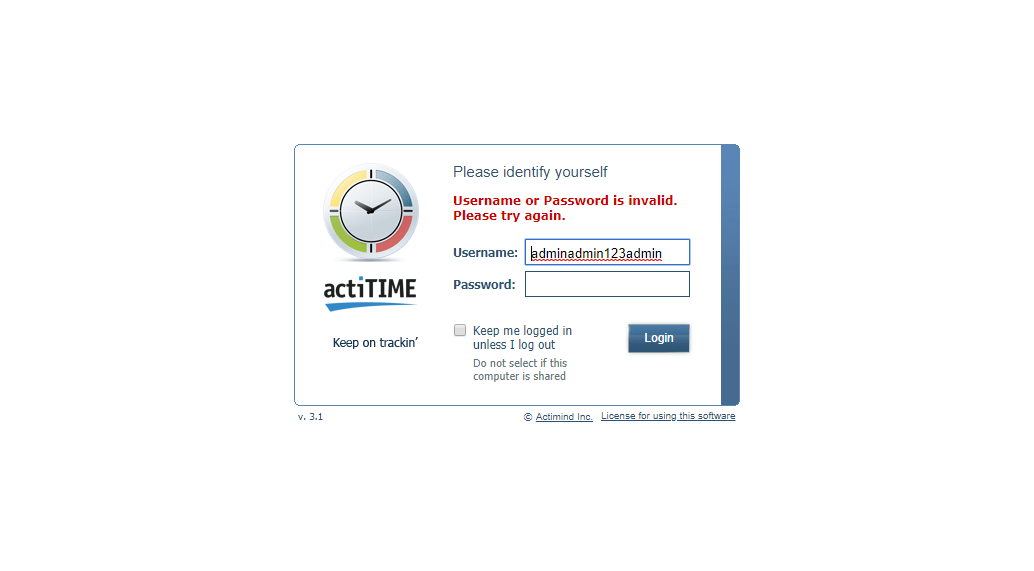 Please identify yourself
Username or Password is invalid.
Please try again.
Username: adminadmin123admin
Password:
actiTIME
Keep on trackin’
Keep me logged in
unless I log out
Login
Do not select if this
computer is shared
v. 3.1
© Actimind Inc. License for using this software